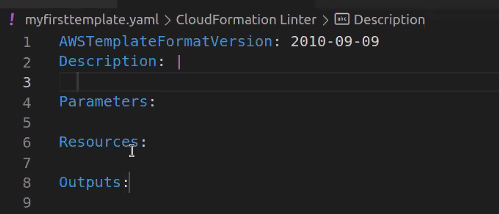 ! myfirsttemplate.yaml > CloudFormation Linter > abc Description
1 AWSTemplateFormatVersion: 2010-09-09
2 Description: |
3
4 Parameters:
5
6 Resources:
7
8 Outputs:
9